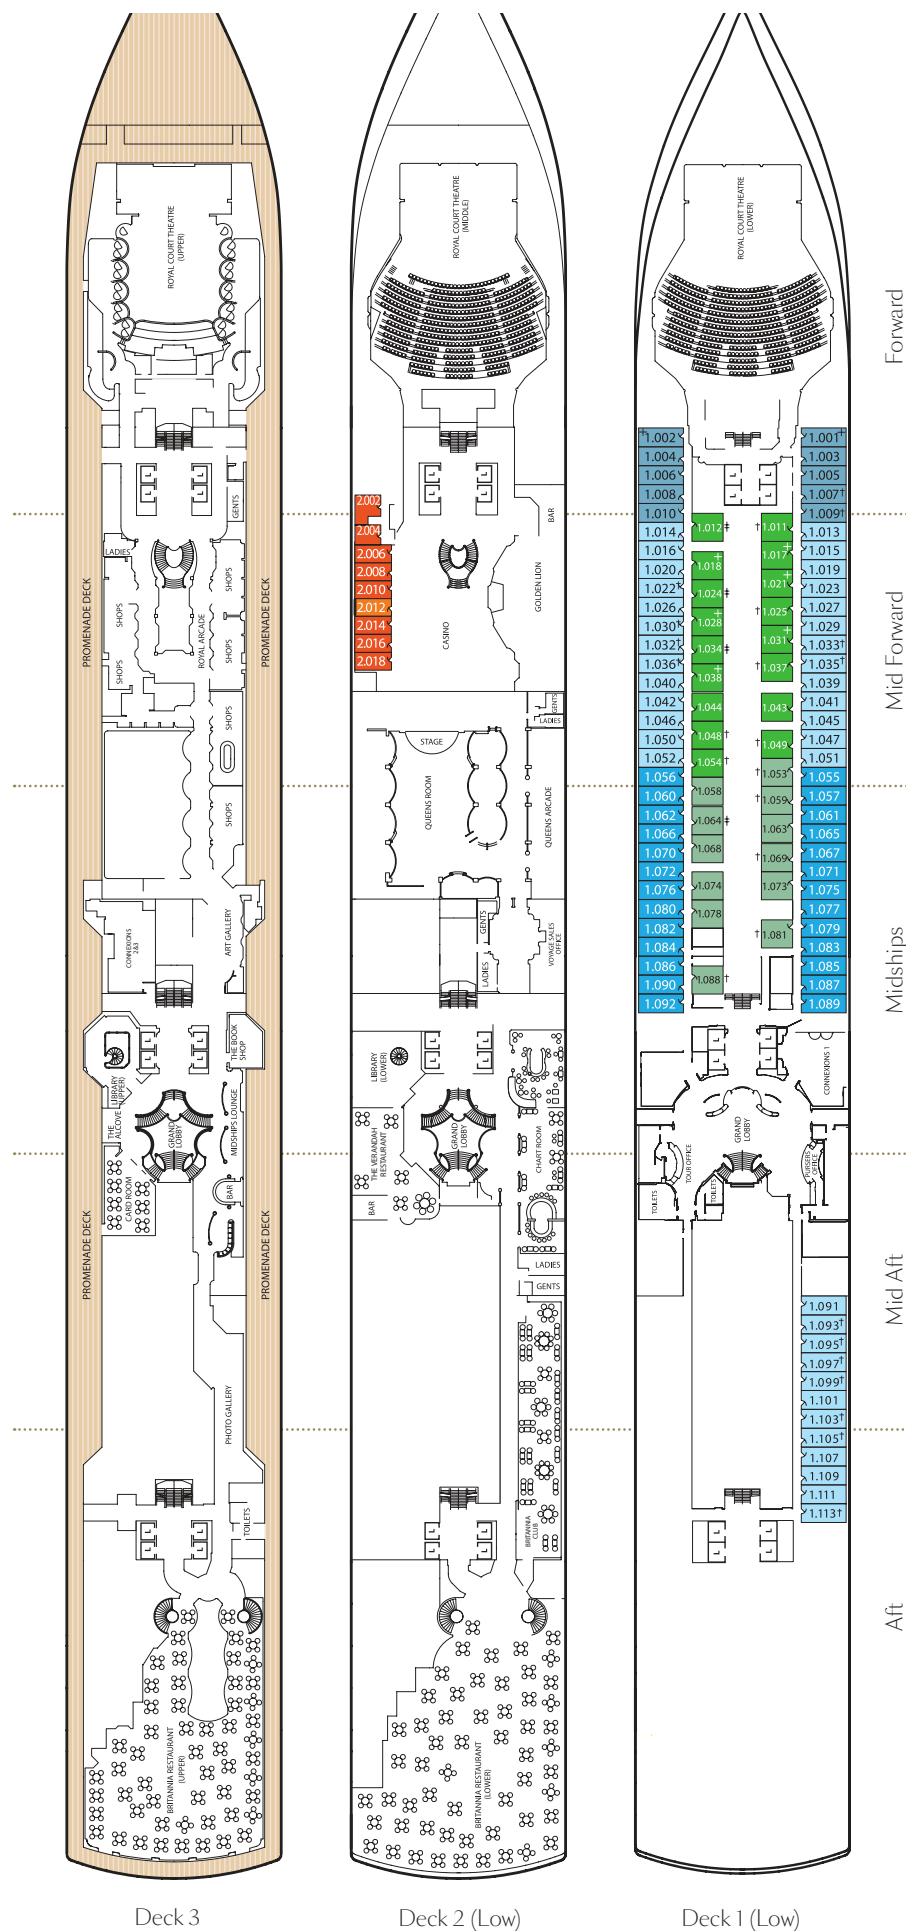 ROYAL COURT THEATRE
(UPPER)
GENTS
LADIES
SHOPS
SHOPS
SHOPS
SHOPS
SHOPS
SHOPS
ROYAL ARCADE
PROMENADE DECK
PROMENADE DECK
CONNEXIONS
2&3
ART GALLERY
THE BOOK
SHOP
LIBRARY
(UPPER)
THE ALCOVE
GRAND
LOBBY
MIDSHIPS LOUNGE
CARD ROOM
BAR
PROMENADE DECK
PROMENADE DECK
PHOTO GALLERY
TOILETS
BRITANNIA RESTAURANT
(UPPER)
Deck 3
ROYAL COURT THEATRE
(MIDDLE)
2.002
2.004
2.006
2.008
2.010
2.012
2.014
2.016
2.018
BAR
GOLDEN LION
CASINO
GENTS
LADIES
STAGE
QUEENS ROOM
QUEENS ARCADE
GENTS
LADIES
VOYAGE SALES
OFFICE
LIBRARY
(LOWER)
THE VERANDAH
RESTAURANT
GRAND
LOBBY
CHART ROOM
BAR
LADIES
GENTS
BRITANNIA
CLUB
BRITANNIA RESTAURANT
(LOWER)
Deck 2 (Low)
ROYAL COURT THEATRE
(LOWER)
+1.002
1.004
1.006
1.008
1.010
1.014
1.016
1.020
1.022†
1.026
1.030†
1.032†
1.036†
1.040
1.042
1.046
1.050
1.052
1.056
1.060
1.062
1.066
1.070
1.072
1.076
1.080
1.082
1.084
1.086
1.090
1.092
1.012 ‡
+1.018
1.024 ‡
+1.028
1.034 ‡
+1.038
1.044
1.048 †
1.054 †
1.058
1.064 ‡
1.068
1.074
1.078
1.088 †
† 1.011
1.017+
1.021+
† 1.025
1.031+
† 1.037
1.043
† 1.049
† 1.053
† 1.059
1.063
† 1.069
1.073
† 1.081
1.001+
1.003
1.005
1.007†
1.009†
1.013
1.015
1.019
1.023
1.027
1.029
1.033†
1.035†
1.039
1.041
1.045
1.047
1.051
1.055
1.057
1.061
1.065
1.067
1.071
1.075
1.077
1.079
1.083
1.085
1.087
1.089
CONNEXIONS 1
GRAND
LOBBY
TOUR OFFICE
PURSERS
OFFICE
TOILETS
TOILETS
1.091
1.093†
1.095†
1.097†
1.099†
1.101
1.103†
1.105†
1.107
1.109
1.111
1.113†
Deck 1 (Low)
Forward
Mid Forward
Midships
Mid Aft
Aft